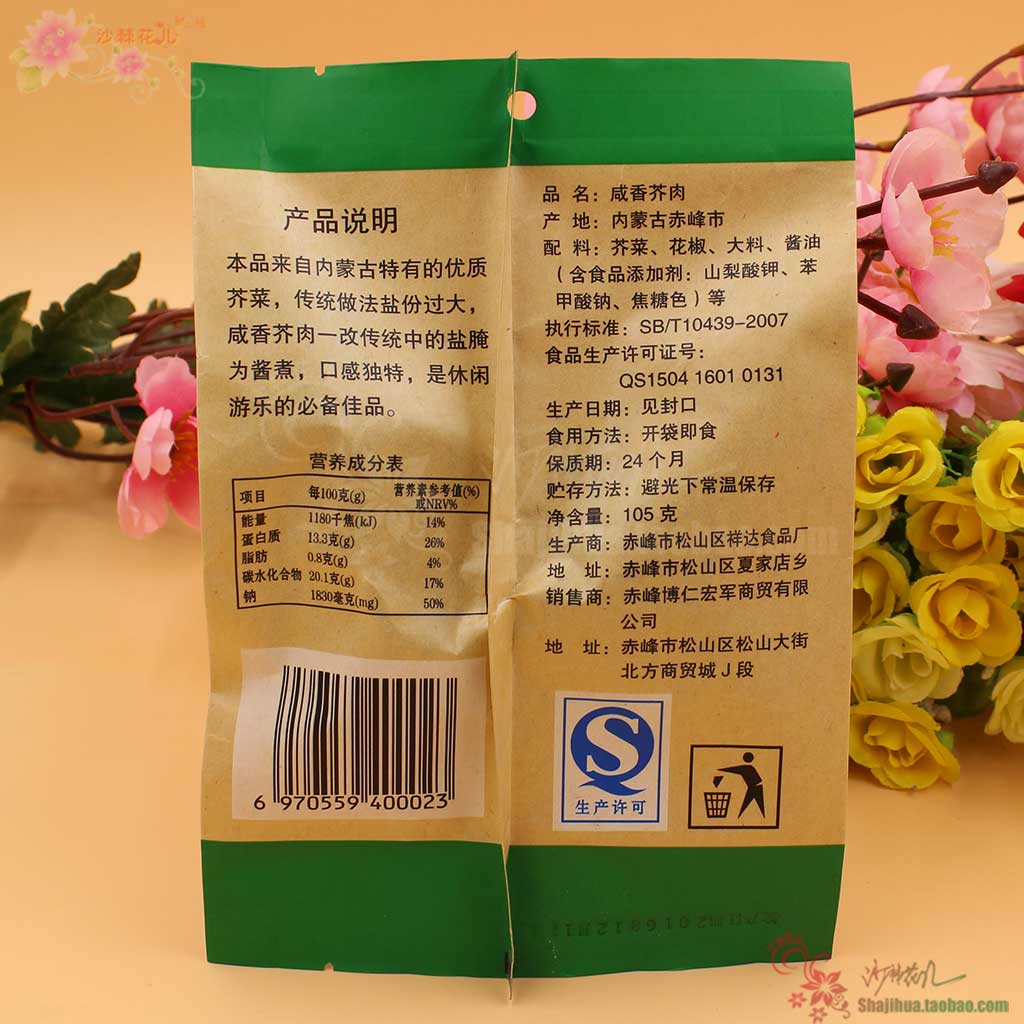 沙棘花儿
产品说明
本品来自内蒙古特有的优质
芥菜，传统做法盐份过大，
咸香芥肉一改传统中的盐腌
为酱煮，口感独特，是休闲
游乐的必备佳品。
营养成分表
项目 每100克(g) 营养素参考值(%)或NRV%
能量 1180千焦(kJ) 14%
蛋白质 13.3克(g) 26%
脂肪 0.8克(g) 4%
碳水化合物 20.1克(g) 17%
钠 1830毫克(mg) 50%
6 970559 400023
品 名：咸香芥肉
产 地：内蒙古赤峰市
配 料：芥菜、花椒、大料、酱油
（含食品添加剂：山梨酸钾、苯
甲酸钠、焦糖色）等
执行标准：SB/T10439-2007
食品生产许可证号：
QS1504 1601 0131
生产日期：见封口
食用方法：开袋即食
保质期：24个月
贮存方法：避光下常温保存
净含量：105克
生产商：赤峰市松山区祥达食品厂
地 址：赤峰市松山区夏家店乡
销售商：赤峰博仁宏军商贸有限
公司
地 址：赤峰市松山区松山大街
北方商贸城J段
S
生产许可
沙棘花儿
Shajihua.taobao.com